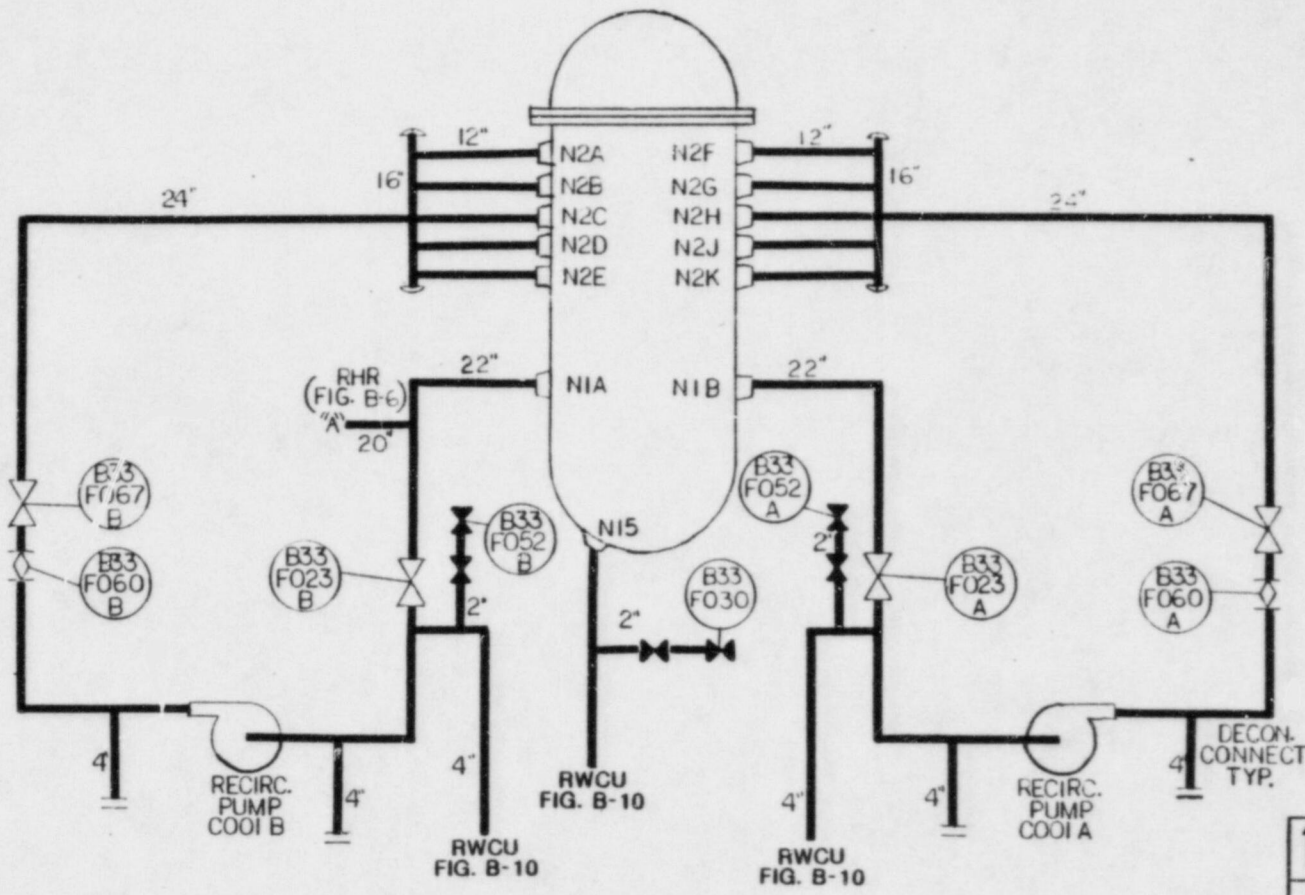 12" 12"
N2A N2F
16" N2B N2G 16"
24" N2C N2H 24"
N2D N2J
N2E N2K
RHR
(FIG. B-6)
"A"
20"
22" N1A N1B 22"
B33
F067
B
B33
F060
B
B33
F023
B
B33
F052
B
2"
N15
2"
B33
F030
B33
F052
A
2"
B33
F023
A
B33
F067
A
B33
F060
A
4"
RECIRC.
PUMP
C001 B
4"
4"
RWCU
FIG. B-10
RWCU
FIG. B-10
4"
RWCU
FIG. B-10
4"
RECIRC.
PUMP
C001 A
4"
DECON.
CONNECT
TYP.